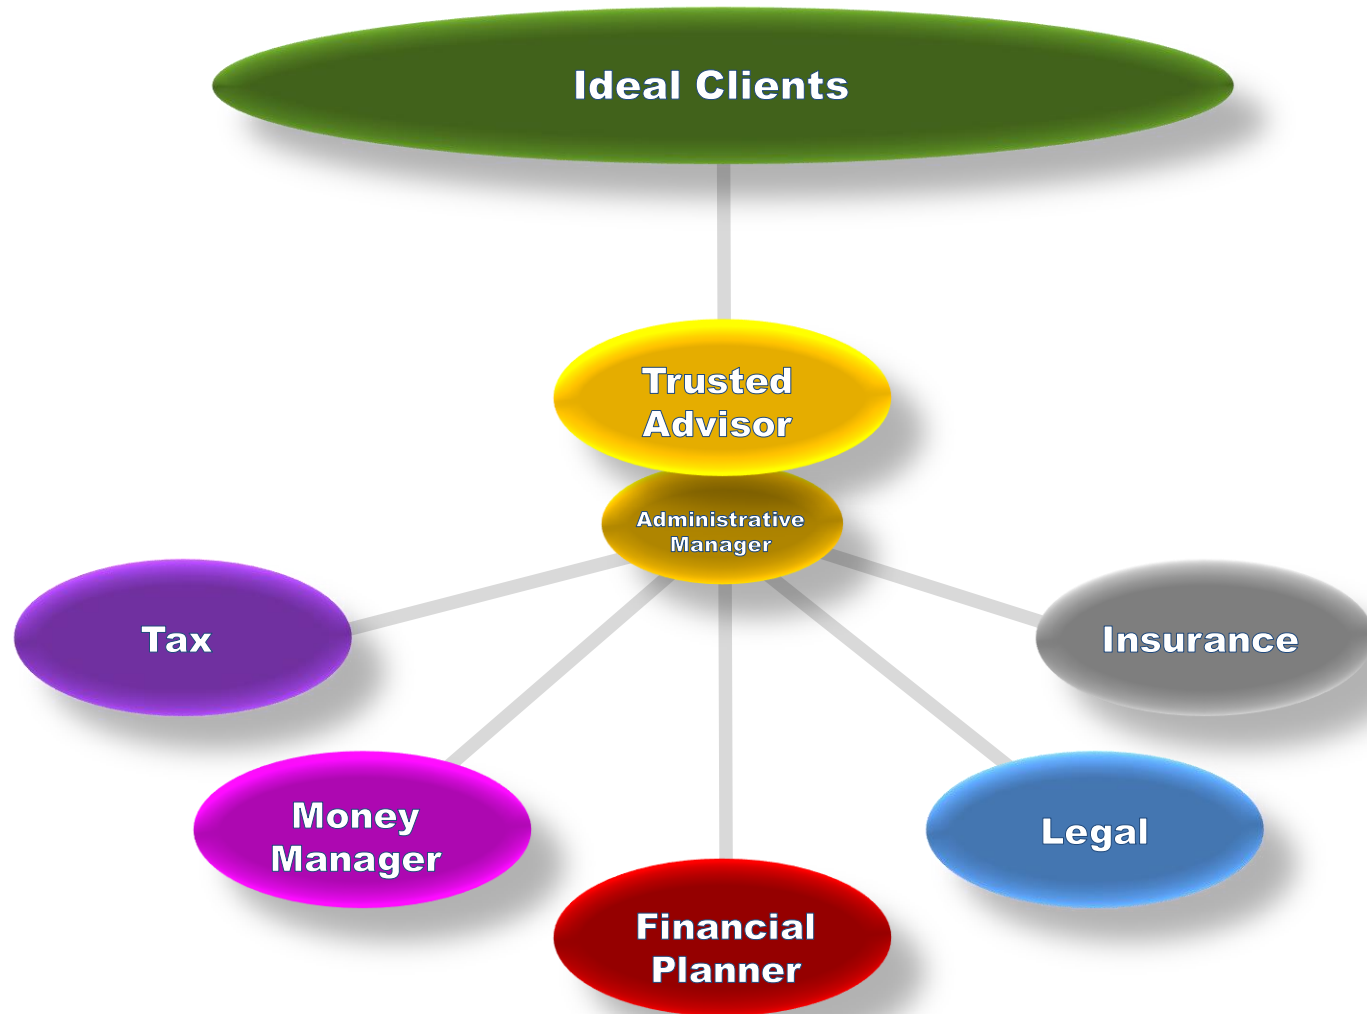 Ideal Clients
Trusted
Advisor
Administrative
Manager
Tax
Insurance
Money
Manager
Legal
Financial
Planner